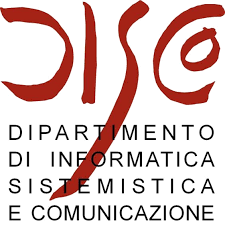 DISCO
DIPARTIMENTO
DI INFORMATICA
SISTEMISTICA
E COMUNICAZIONE